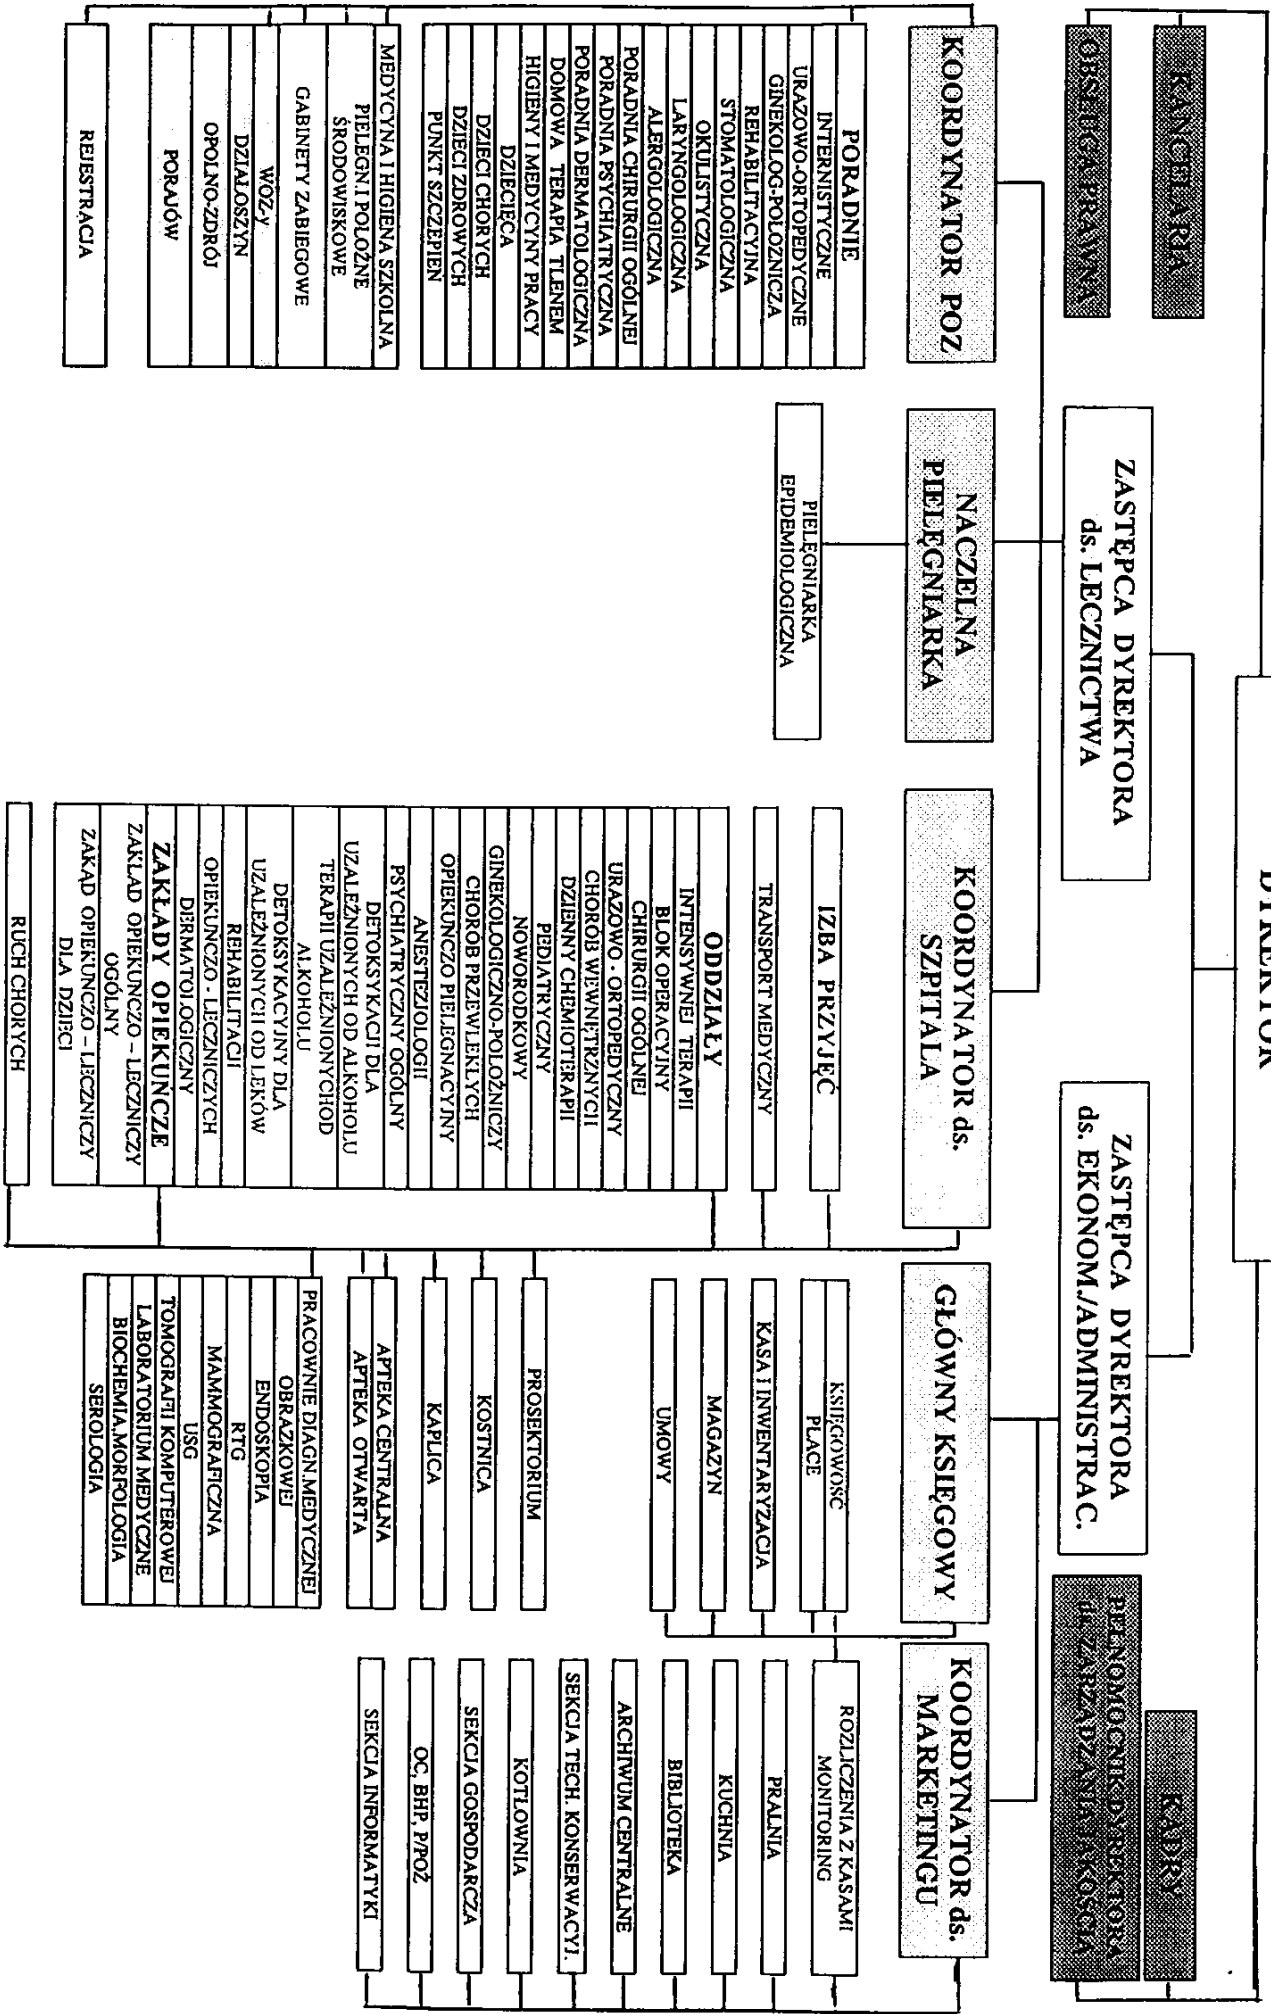 DYREKTOR
KANCELARIA
OBSŁUGA PRAWNA
ZASTĘPCA DYREKTORA
ds. LECZNICTWA
ZASTĘPCA DYREKTORA
ds. EKONOM./ADMINISTRAC.
KADRY
PEŁNOMOCNIK DYREKTORA
ds. ZARZĄDZANIA JAKOŚCIĄ
KOORDYNATOR POZ
PORADNIE
INTERNISTYCZNE
URAZOWO-ORTOPEDYCZNE
GINEKOLOG-POŁOŻNICZA
REHABILITACYJNA
STOMATOLOGICZNA
OKULISTYCZNA
LARYNGOLOGICZNA
ALERGOLOGICZNA
PORADNIA CHIRURGII OGÓLNEJ
PORADNIA PSYCHIATRYCZNA
PORADNIA DERMATOLOGICZNA
DOMOWA TERAPIA TLENEM
HIGIENY I MEDYCYNY PRACY
DZIECIĘCA
DZIECI CHORYCH
DZIECI ZDROWYCH
PUNKT SZCZEPIEŃ
MEDYCYNA I HIGIENA SZKOLNA
PIELEGN.I POŁOŻNE
ŚRODOWISKOWE
GABINETY ZABIEGOWE
WOZy
DZIAŁOSZYN
OPOLNO-ZDRÓJ
PORAJÓW
REJESTRACJA
NACZELNA
PIELĘGNIARKA
PIELĘGNIARKA
EPIDEMIOLOGICZNA
KOORDYNATOR ds.
SZPITALA
IZBA PRZYJĘĆ
TRANSPORT MEDYCZNY
ODDZIAŁY
INTENSYWNEJ TERAPII
BLOK OPERACYJNY
CHIRURGII OGÓLNEJ
URAZOWO - ORTOPEDYCZNY
CHORÓB WEWNĘTRZNYCH
DZIENNY CHEMIOTERAPII
PEDIATRYCZNY
NOWORODKOWY
GINEKOLOGICZNO-POŁOŻNICZY
CHORÓB PRZEWLEKŁYCH
OPIEKUNCZO PIELEGNACYJNY
ANESTEZJOLOGII
PSYCHIATRYCZNY OGÓLNY
DETOKSYKACJI DLA
UZALEŻNIONYCH OD ALKOHOLU
TERAPII UZALEŻNIONYCHOD
ALKOHOLU
DETOKSYKACYJNY DLA
UZALEŻNIONYCH OD LEKÓW
REHABILITACJI
OPIEKUŃCZO - LECZNICZYCH
DERMATOLOGICZNY
ZAKŁADY OPIEKUŃCZE
ZAKŁAD OPIEKUŃCZO – LECZNICZY
OGÓLNY
ZAKĄD OPIEKUŃCZO – LECZNICZY
DLA DZIECI
RUCH CHORYCH
GŁÓWNY KSIĘGOWY
KSIĘGOWOŚĆ
PŁACE
KASA I INWENTARYZACJA
MAGAZYN
UMOWY
PROSEKTORIUM
KOSTNICA
KAPLICA
APTEKA CENTRALNA
APTEKA OTWARTA
PRACOWNIE DIAGN.MEDYCZNEJ
OBRAZKOWEJ
ENDOSKOPIA
RTG
MAMMOGRAFICZNA
USG
TOMOGRAFII KOMPUTEROWEJ
LABORATORIUM MEDYCZNE
BIOCHEMIA,MORFOLOGIA
SEROLOGIA
KOORDYNATOR ds.
MARKETINGU
ROZLICZENIA Z KASAMI
MONITORING
PRALNIA
KUCHNIA
BIBLIOTEKA
ARCHIWUM CENTRALNE
SEKCJA TECH. KONSERWACYJ.
KOTŁOWNIA
SEKCJA GOSPODARCZA
OC, BHP, P/POŻ
SEKCJA INFORMATYKI